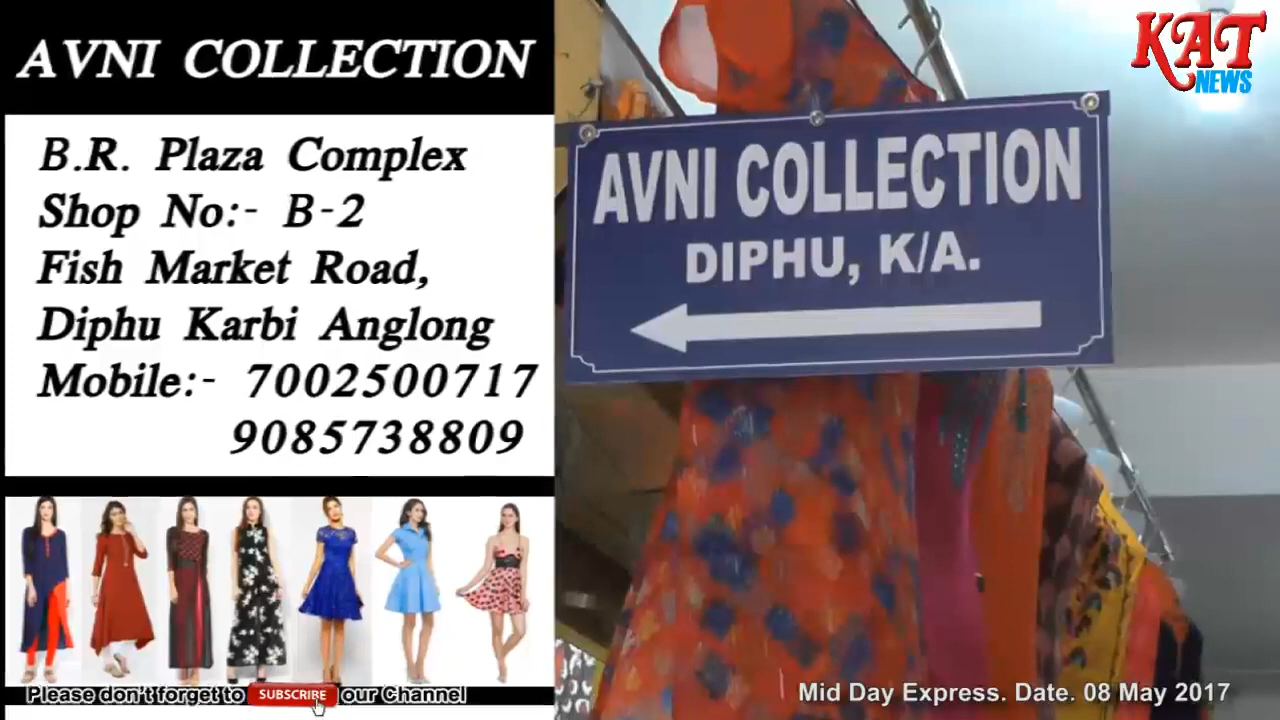 AVNI COLLECTION
B.R. Plaza Complex
Shop No:- B-2
Fish Market Road,
Diphu Karbi Anglong
Mobile:- 7002500717
9085738809
Please don't forget to SUBSCRIBE our Channel
KAT
NEWS
AVNI COLLECTION
DIPHU, K/A.
Mid Day Express. Date. 08 May 2017